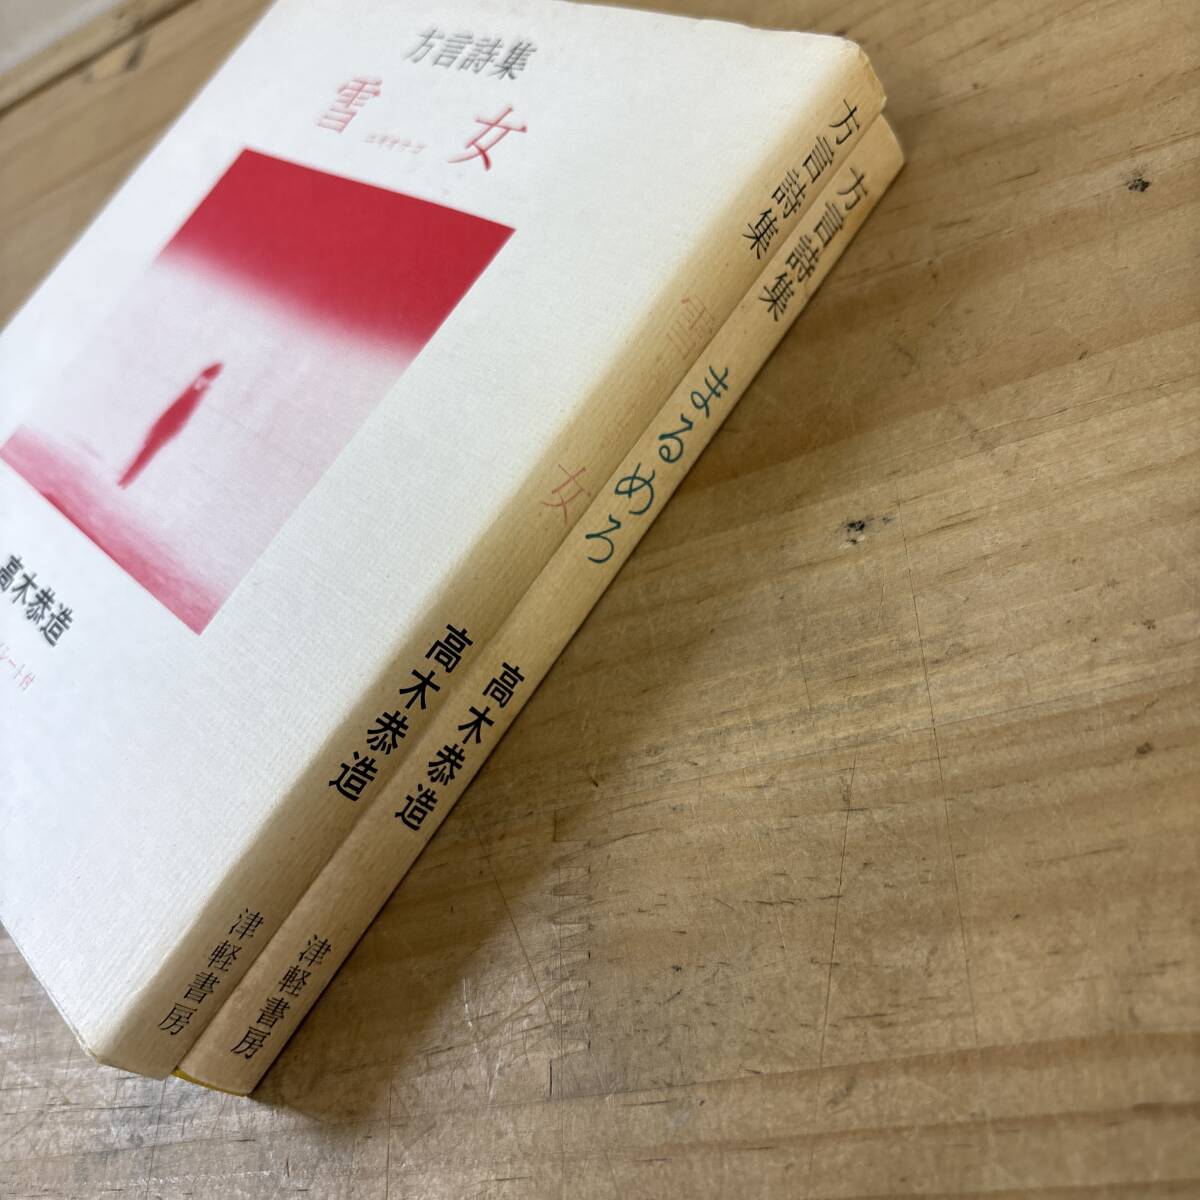 方言詩集
雪女
高木恭造
方言詩集 雪女 高木恭造 津軽書房
方言詩集 まるめろ 高木恭造 津軽書房